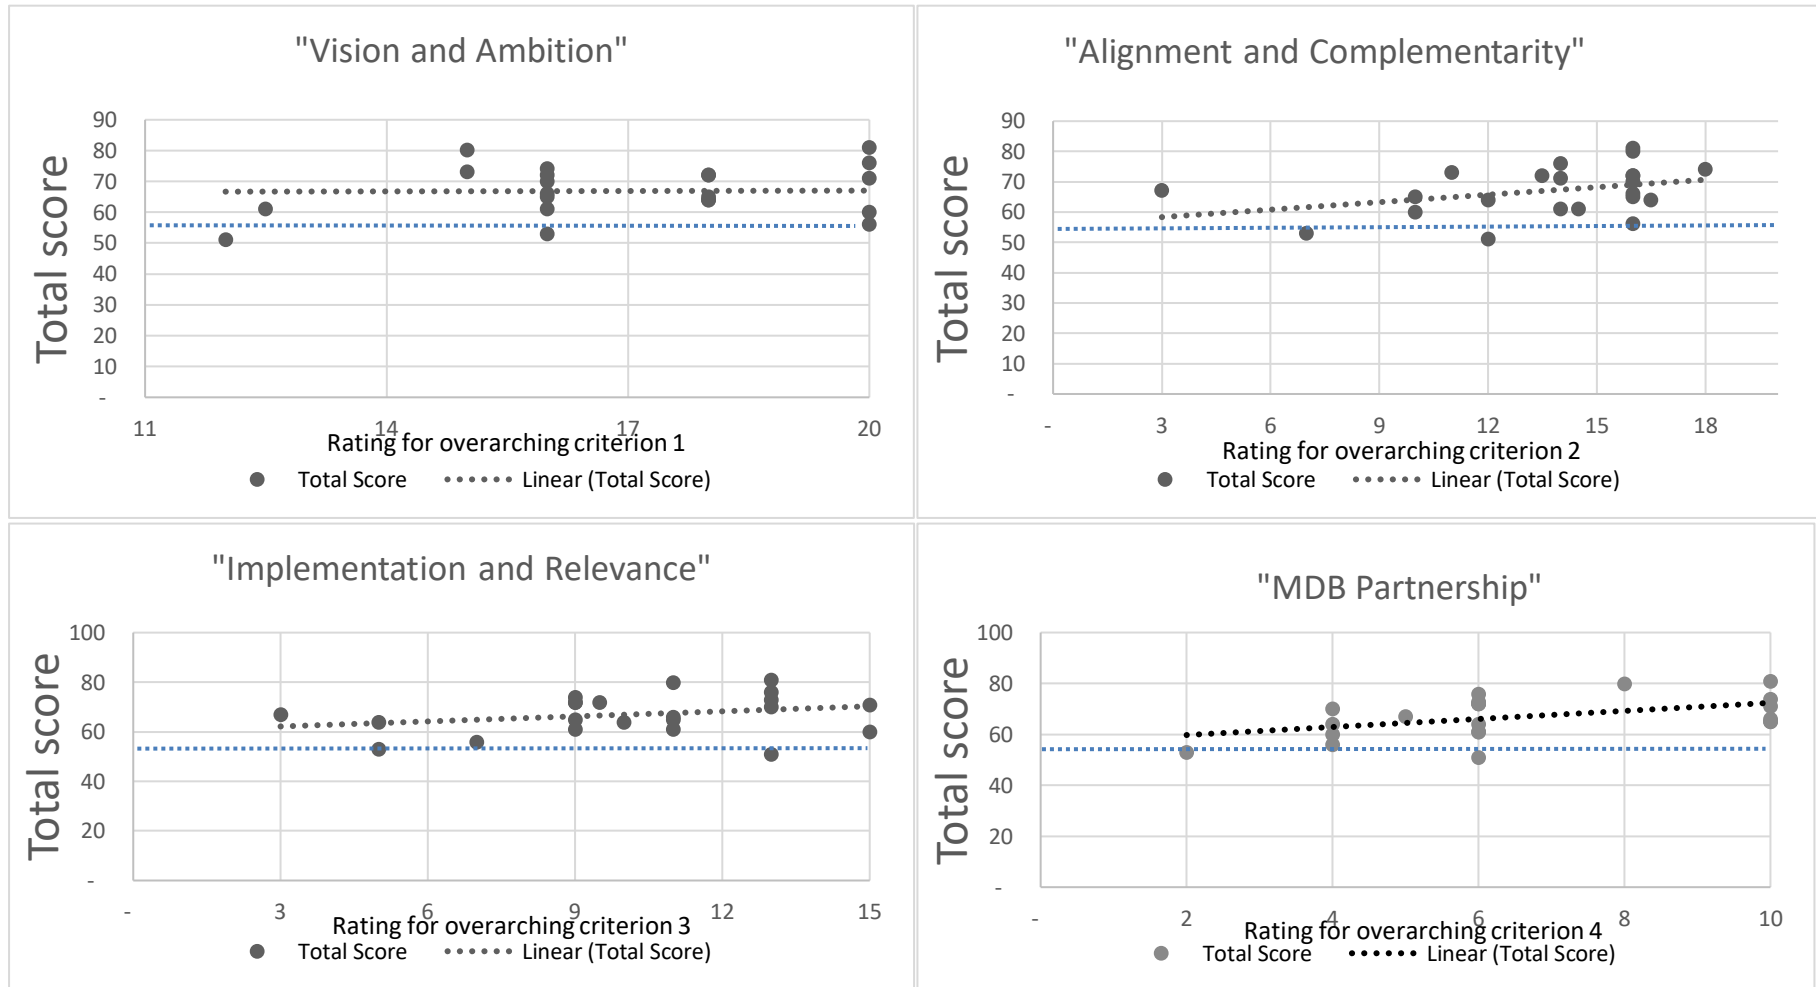 "Vision and Ambition"
Total score
90
80
70
60
50
40
30
20
10
-
11
14
17
20
Rating for overarching criterion 1
Total Score
Linear (Total Score)
"Alignment and Complementarity"
Total score
90
80
70
60
50
40
30
20
10
-
-
3
6
9
12
15
18
Rating for overarching criterion 2
Total Score
Linear (Total Score)
"Implementation and Relevance"
Total score
100
80
60
40
20
-
-
3
6
9
12
15
Rating for overarching criterion 3
Total Score
Linear (Total Score)
"MDB Partnership"
Total score
100
80
60
40
20
-
-
2
4
6
8
10
Rating for overarching criterion 4
Total Score
Linear (Total Score)